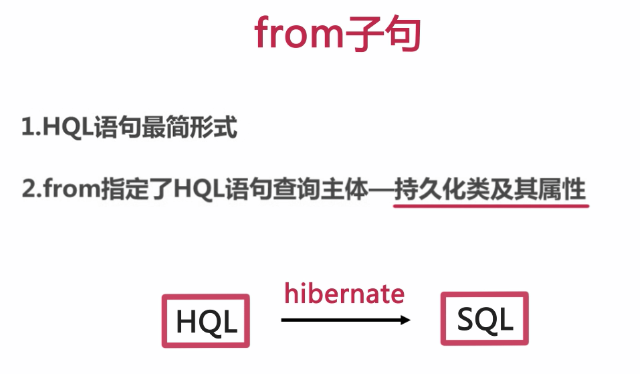 from子句
1.HQL语句最简形式
2.from指定了HQL语句查询主体—持久化类及其属性
hibernate
HQL
SQL